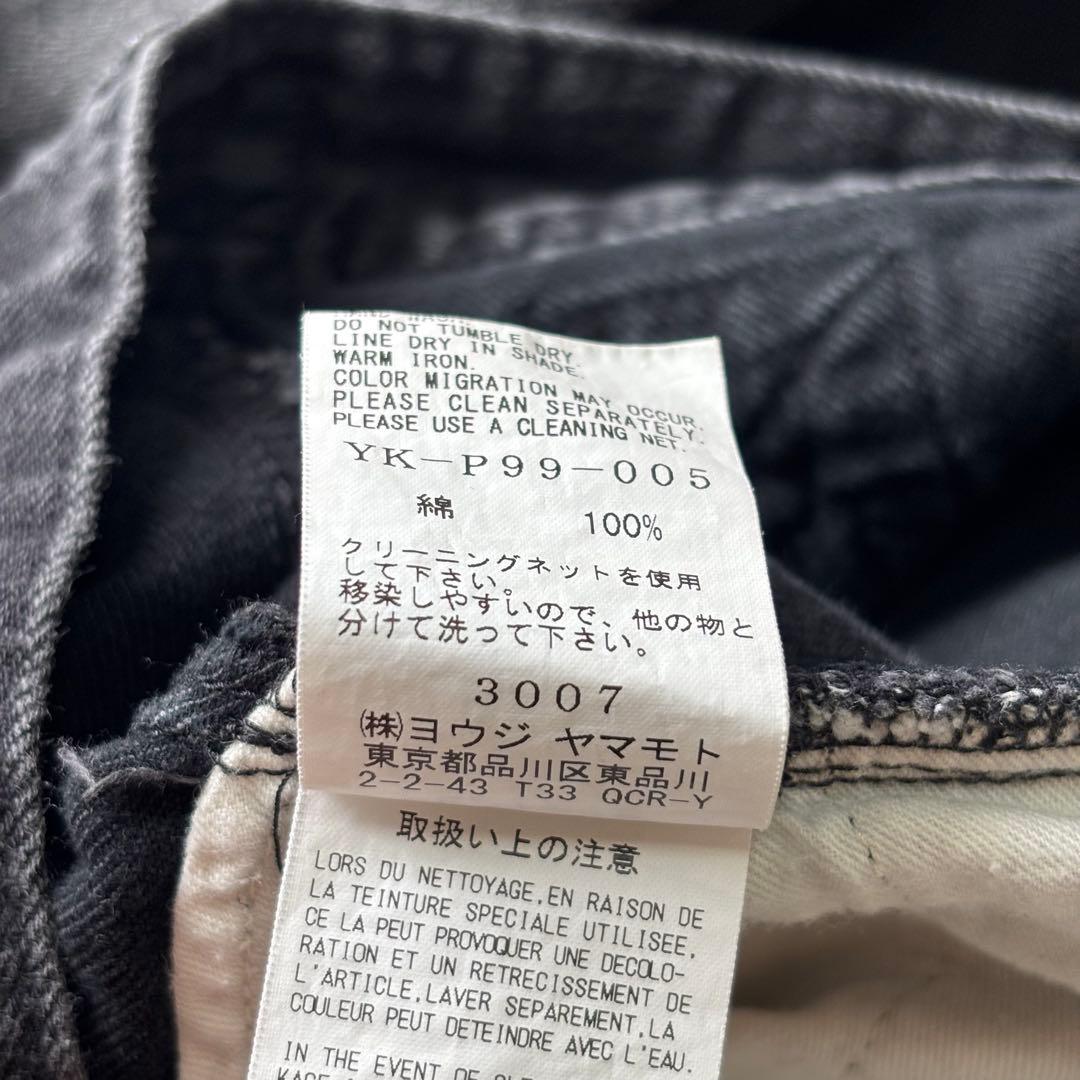 HAND WASH.
DO NOT TUMBLE DRY.
LINE DRY IN SHADE.
WARM IRON.
COLOR MIGRATION MAY OCCUR.
PLEASE CLEAN SEPARATELY.
PLEASE USE A CLEANING NET.
YK-P99-005
綿 100%
クリーニングネットを使用
して下さい。
移染しやすいので、他の物と
分けて洗って下さい。
3007
㈱ヨウジ ヤマモト
東京都品川区東品川
2-2-43 T33 QCR-Y
取扱い上の注意
LORS DU NETTOYAGE,EN RAISON DE
LA TEINTURE SPECIALE UTILISEE,
CE LA PEUT PROVOQUER UNE DECOLO-
RATION ET UN RETRECISSEMENT DE
L'ARTICLE,LAVER SEPAREMENT,LA
COULEUR PEUT DETEINDRE AVEC L'EAU.
IN THE EVENT OF